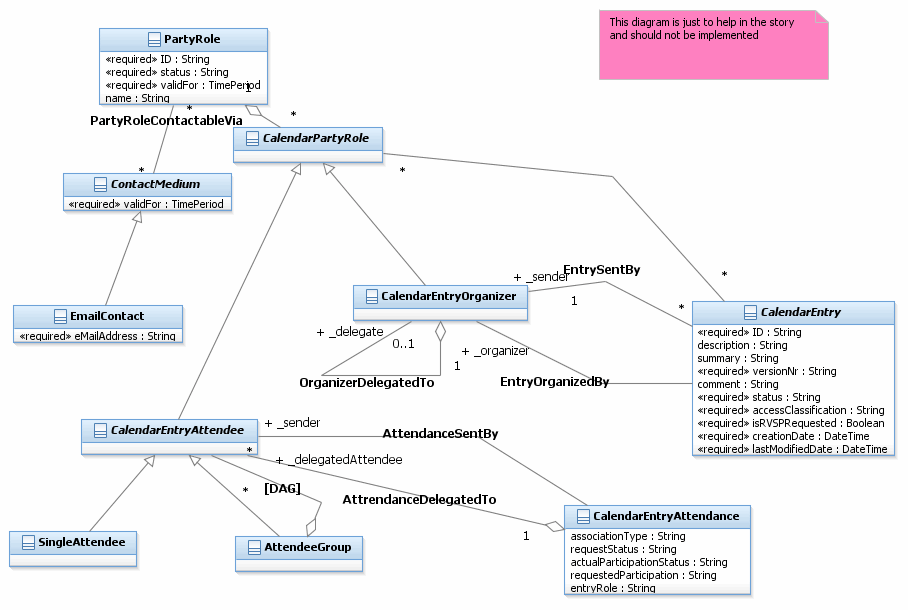 This diagram is just to help in the story
and should not be implemented
PartyRole
«required» ID : String
«required» status : String
«required» validFor : TimePeriod
1
name : String
*
*
PartyRoleContactableVia
CalendarPartyRole
*
*
ContactMedium
«required» validFor : TimePeriod
EmailContact
«required» eMailAddress : String
+ _sender
EntrySentBy
*
CalendarEntryOrganizer
1
*
+ _delegate
0..1
+ _organizer
1
OrganizerDelegatedTo
EntryOrganizedBy
CalendarEntry
«required» ID : String
description : String
summary : String
«required» versionNr : String
comment : String
«required» status : String
«required» accessClassification : String
«required» isRVSPRequested : Boolean
«required» creationDate : DateTime
«required» lastModifiedDate : DateTime
CalendarEntryAttendee
+ _sender
AttendanceSentBy
*
+ _delegatedAttendee
*
[DAG]
AttrendanceDelegatedTo
1
SingleAttendee
AttendeeGroup
CalendarEntryAttendance
associationType : String
requestStatus : String
actualParticipationStatus : String
requestedParticipation : String
entryRole : String